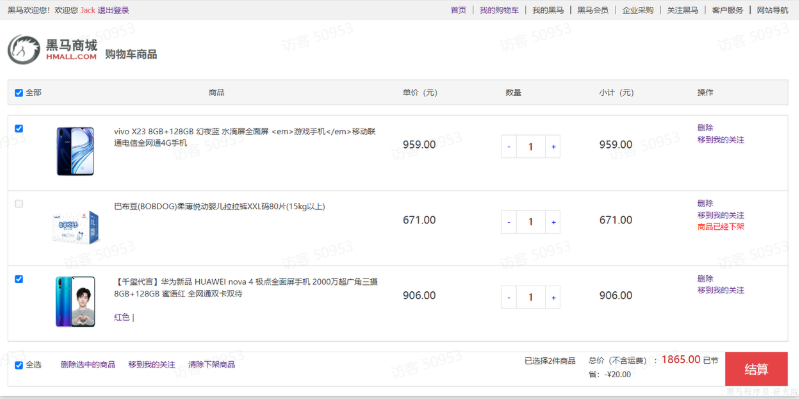 黑马欢迎您！欢迎您 Jack 退出登录
首页 | 我的购物车 | 我的黑马 | 黑马会员 | 企业采购 | 关注黑马 | 客户服务 | 网站导航
黑马商城
HMALL.COM
购物车商品
全部 商品 单价（元） 数量 小计（元） 操作
vivo X23 8GB+128GB 幻夜蓝 水滴屏全面屏 <em>游戏手机</em>移动联
通电信全网通4G手机
959.00 - 1 + 959.00
删除
移到我的关注
巴布豆(BOBDOG)柔薄悦动婴儿拉拉裤XXL码80片(15kg以上)
671.00 - 1 + 671.00
删除
移到我的关注
商品已经下架
【千玺代言】华为新品 HUAWEI nova 4 极点全面屏手机 2000万超广角三摄
8GB+128GB 蜜语红 全网通双卡双待
红色 |
906.00 - 1 + 906.00
删除
移到我的关注
全选 删除选中的商品 移到我的关注 清除下架商品
已选择2件商品 总价（不含运费）：1865.00 已节
省：-¥20.00
结算
访客 50953